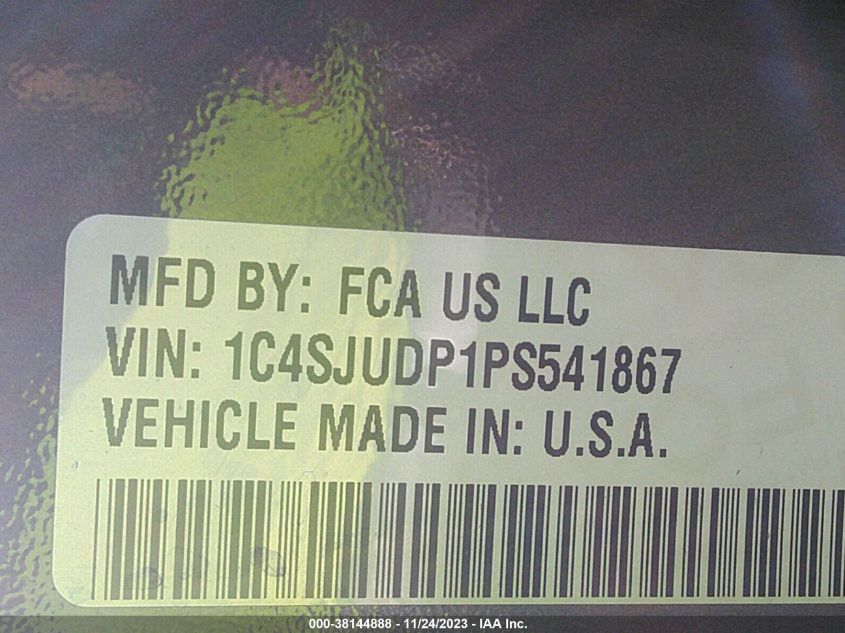 MFD BY: FCA US LLC
VIN: 1C4SJUDP1PS541867
VEHICLE MADE IN: U.S.A.
000-38144888 - 11/24/2023 - IAA Inc.